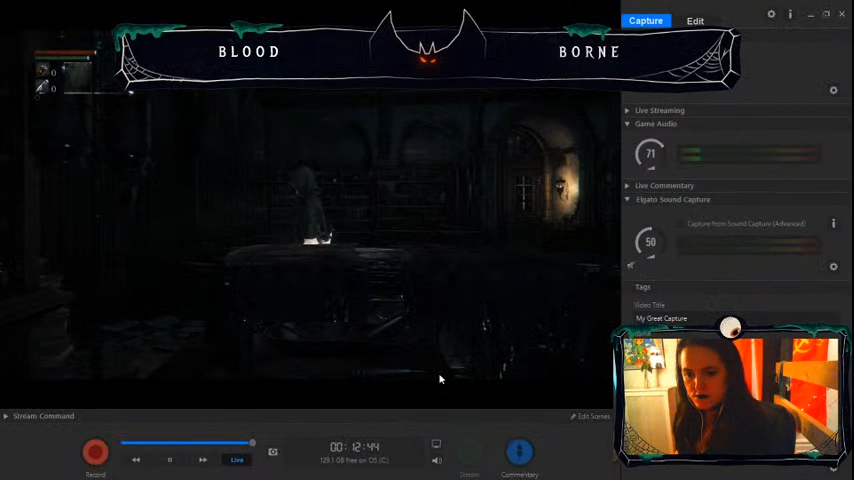 Capture
Edit
BLOOD
BORNE
0
0
Live Streaming
Game Audio
71
Live Commentary
Elgato Sound Capture
Capture from Sound Capture (Advanced)
50
Tags
Video Title
My Great Capture
Stream Command
Edit Scenes
00:12:44
129.1 GB free on OS (C)
Live
Record
Stream
Commentary